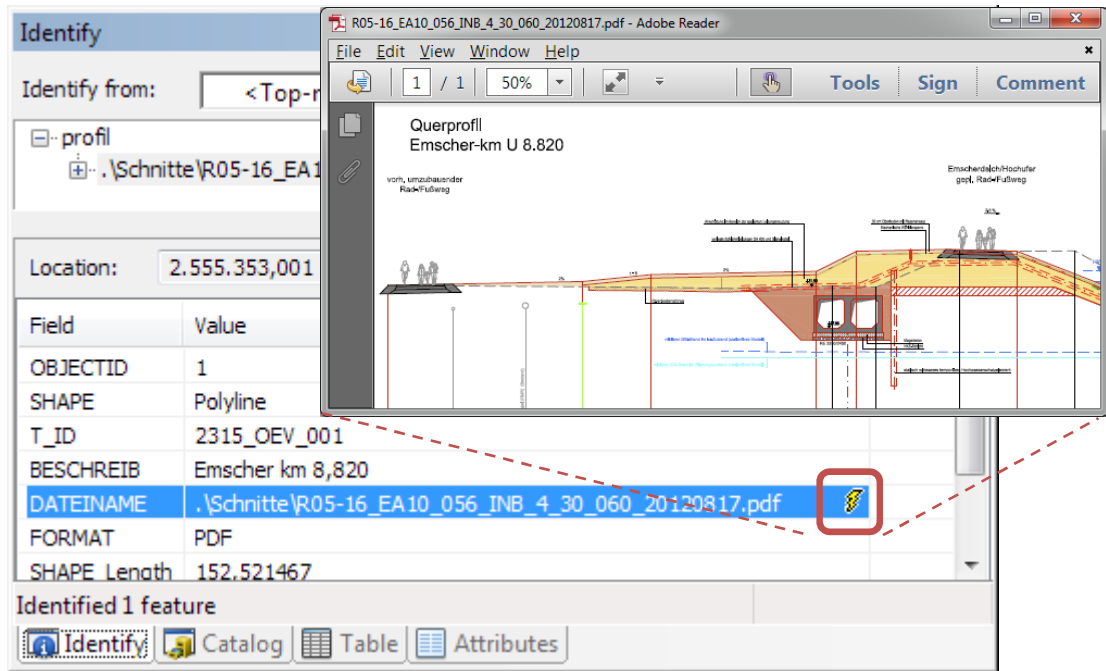 Identify
Identify from:
<Top-r
profil
.\Schnitte\R05-16_EA1
Location: 2.555.353,001
Field Value
OBJECTID 1
SHAPE Polyline
T_ID 2315_OEV_001
BESCHREIB Emscher km 8,820
DATEINAME .\Schnitte\R05-16_EA10_056_INB_4_30_060_20120817.pdf
FORMAT PDF
SHAPE_Length 152,521467
Identified 1 feature
Identify Catalog Table Attributes
R05-16_EA10_056_INB_4_30_060_20120817.pdf - Adobe Reader
File Edit View Window Help
1 / 1 50% Tools Sign Comment
Querprofil
Emscher-km U 8.820
vorh. umzubauender
Rad-/Fußweg
Emscherdeich/Hochufer
gepl. Rad-/Fußweg